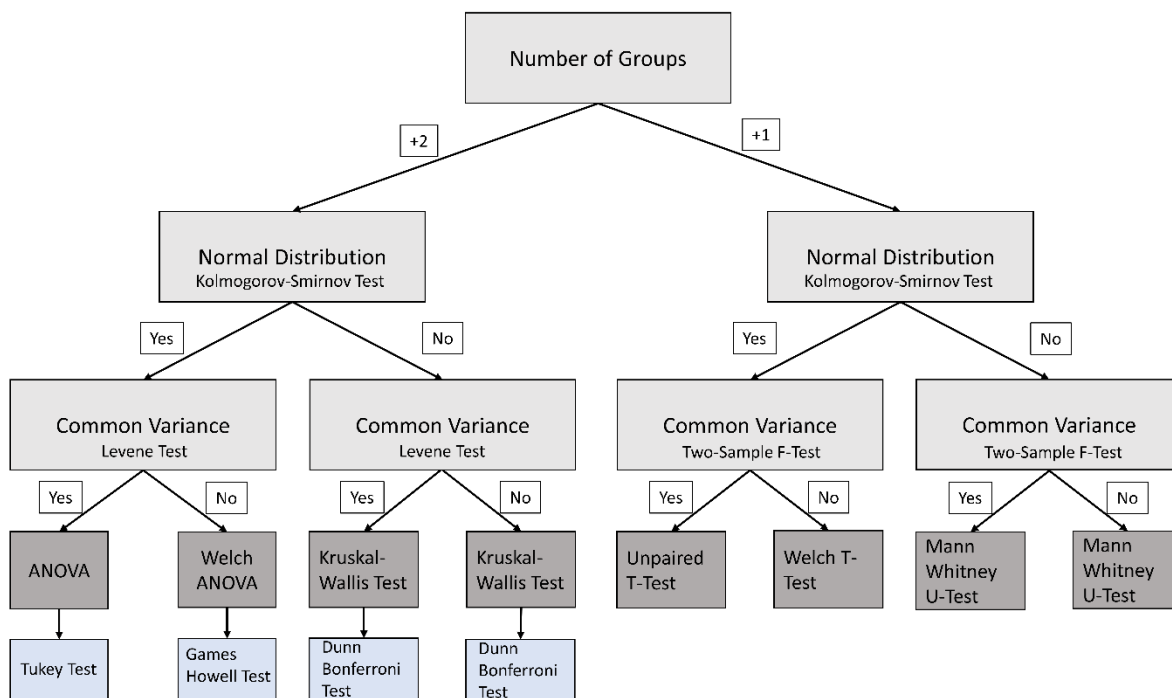 Number of Groups
+2
+1
Normal Distribution
Kolmogorov-Smirnov Test
Normal Distribution
Kolmogorov-Smirnov Test
Yes
No
Yes
No
Common Variance
Levene Test
Common Variance
Levene Test
Common Variance
Two-Sample F-Test
Common Variance
Two-Sample F-Test
Yes
No
Yes
No
Yes
No
Yes
No
ANOVA
Welch
ANOVA
Kruskal-
Wallis Test
Kruskal-
Wallis Test
Unpaired
T-Test
Welch T-
Test
Mann
Whitney
U-Test
Mann
Whitney
U-Test
Tukey Test
Games
Howell Test
Dunn
Bonferroni
Test
Dunn
Bonferroni
Test